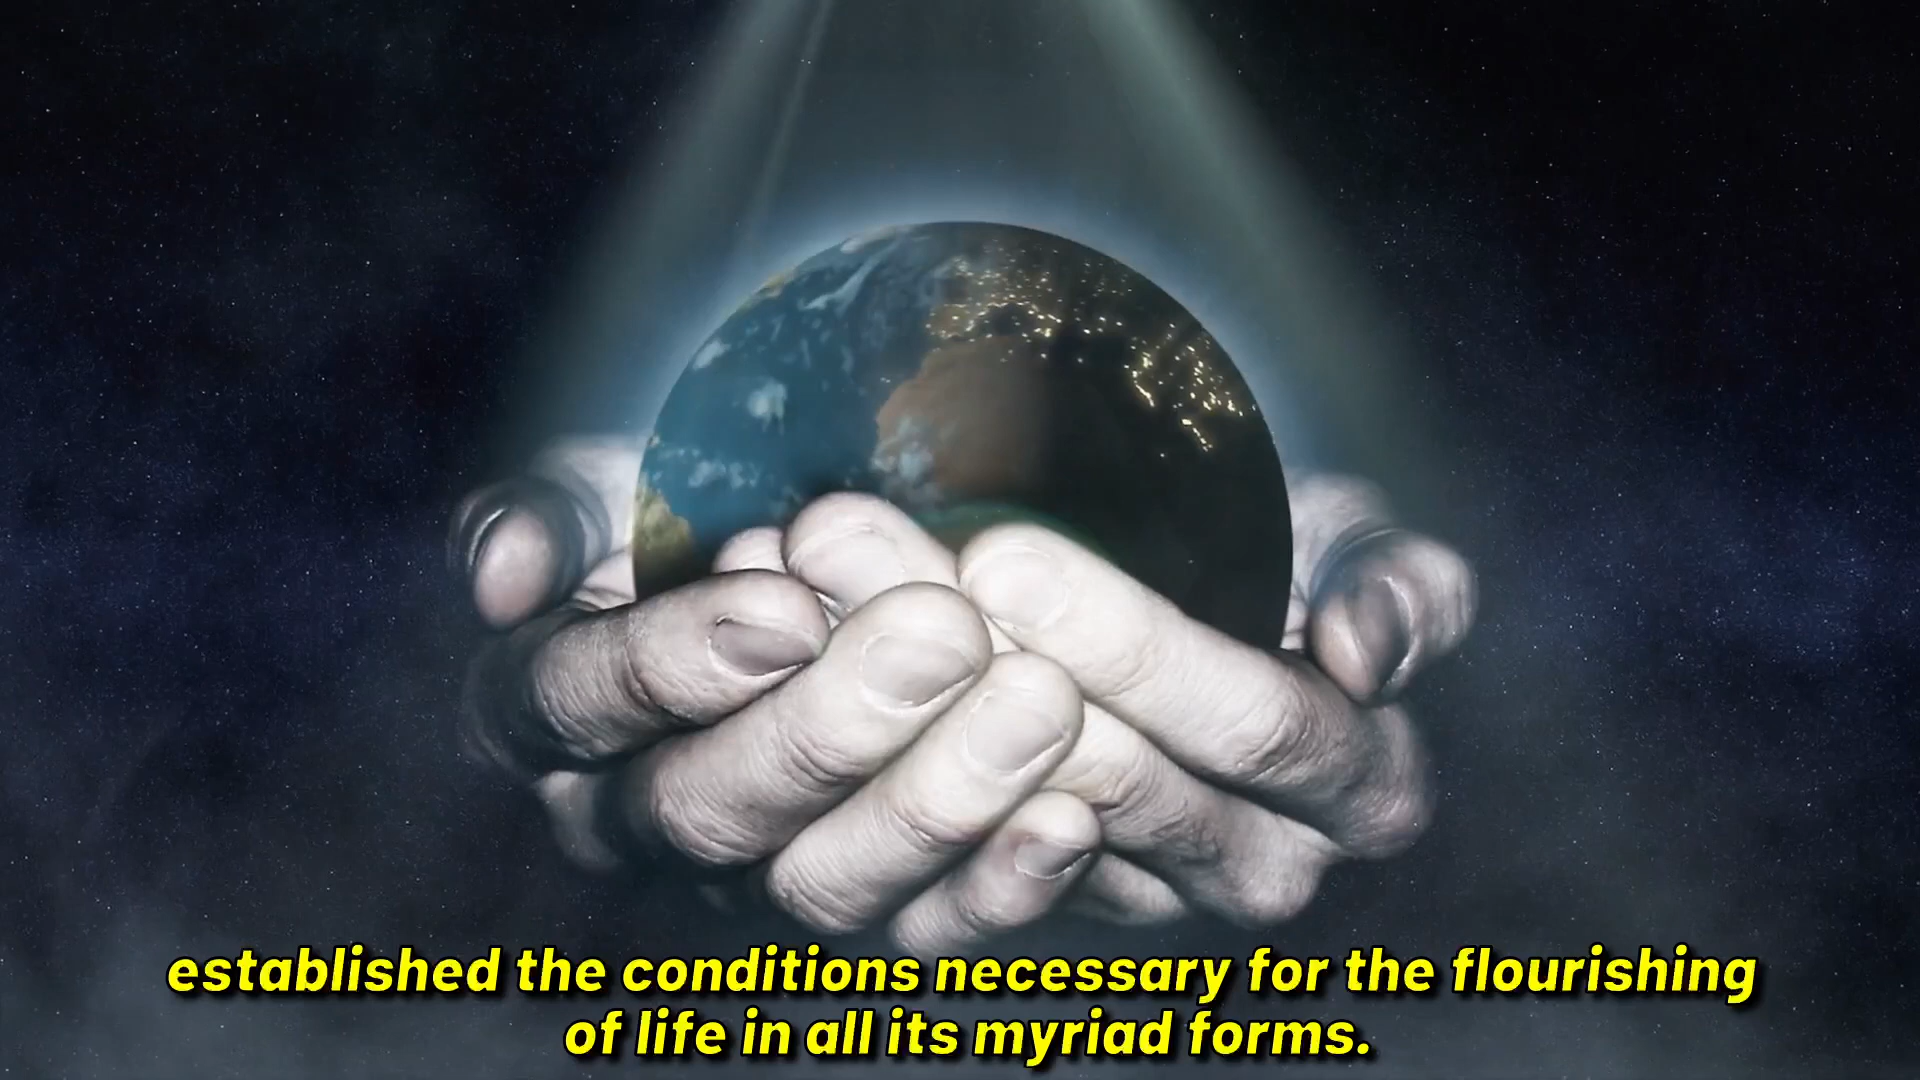 established the conditions necessary for the flourishing
of life in all its myriad forms.